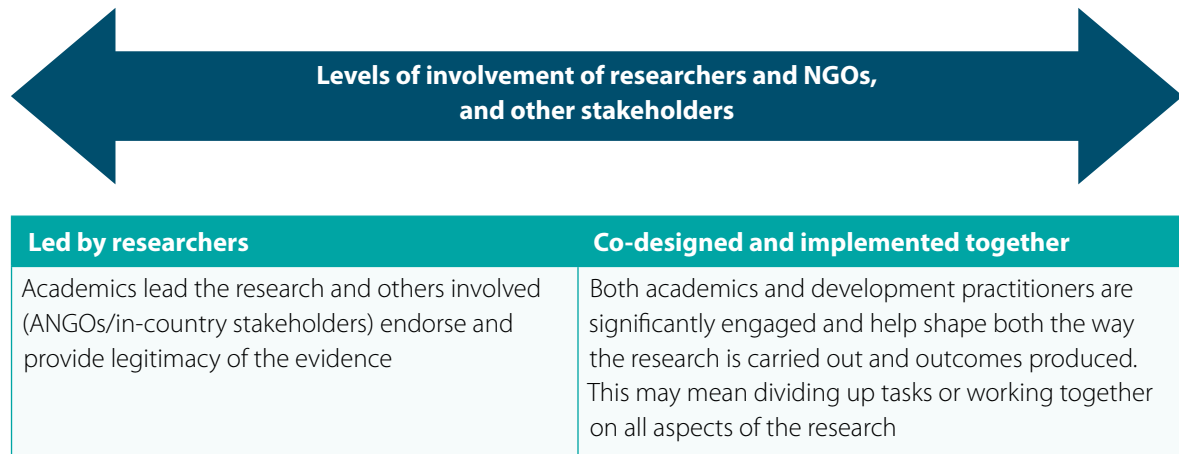 Levels of involvement of researchers and NGOs,
and other stakeholders
Led by researchers
Academics lead the research and others involved
(ANGOs/in-country stakeholders) endorse and
provide legitimacy of the evidence
Co-designed and implemented together
Both academics and development practitioners are
significantly engaged and help shape both the way
the research is carried out and outcomes produced.
This may mean dividing up tasks or working together
on all aspects of the research